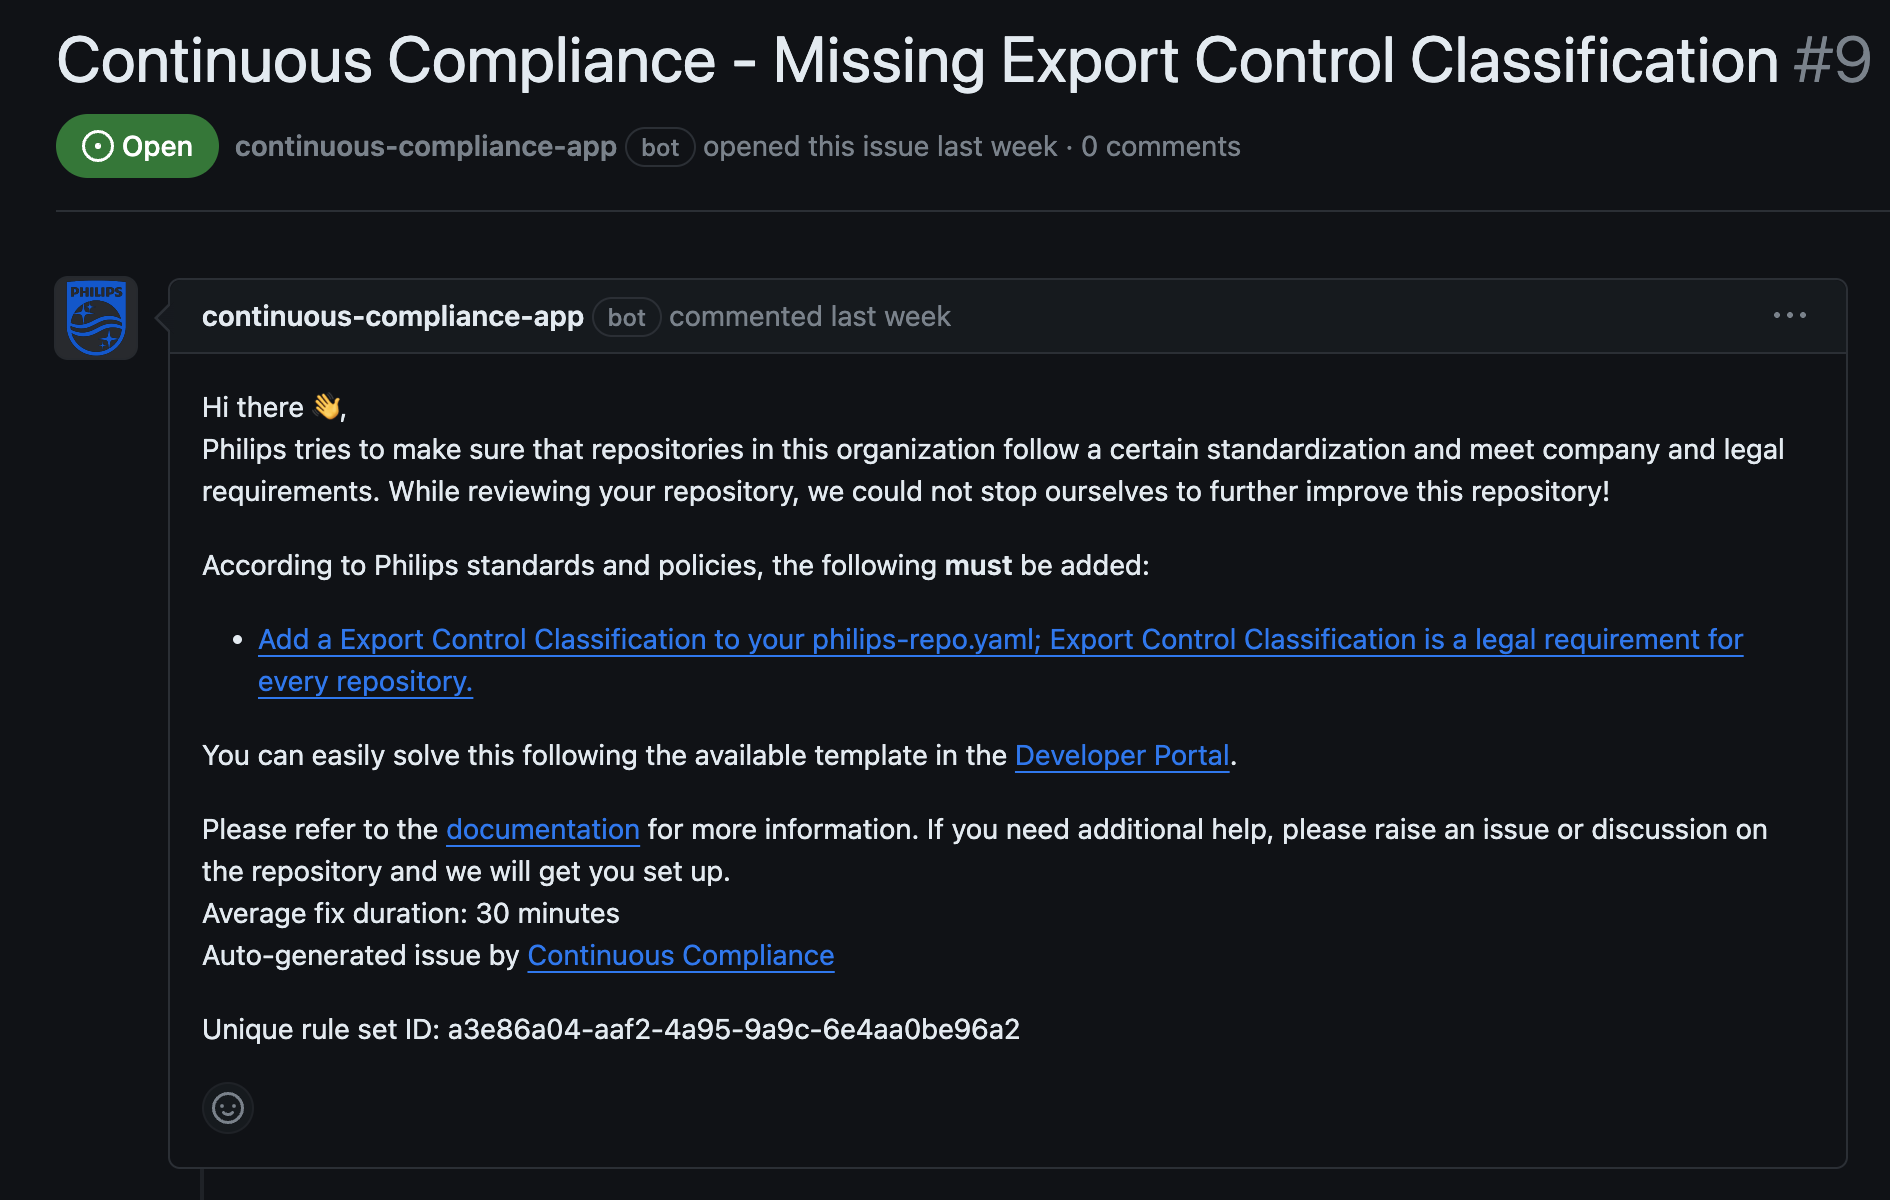 Continuous Compliance - Missing Export Control Classification #9
Open continuous-compliance-app bot opened this issue last week · 0 comments
PHILIPS
continuous-compliance-app bot commented last week
Hi there 👋,
Philips tries to make sure that repositories in this organization follow a certain standardization and meet company and legal
requirements. While reviewing your repository, we could not stop ourselves to further improve this repository!
According to Philips standards and policies, the following must be added:
• Add a Export Control Classification to your philips-repo.yaml; Export Control Classification is a legal requirement for
every repository.
You can easily solve this following the available template in the Developer Portal.
Please refer to the documentation for more information. If you need additional help, please raise an issue or discussion on
the repository and we will get you set up.
Average fix duration: 30 minutes
Auto-generated issue by Continuous Compliance
Unique rule set ID: a3e86a04-aaf2-4a95-9a9c-6e4aa0be96a2